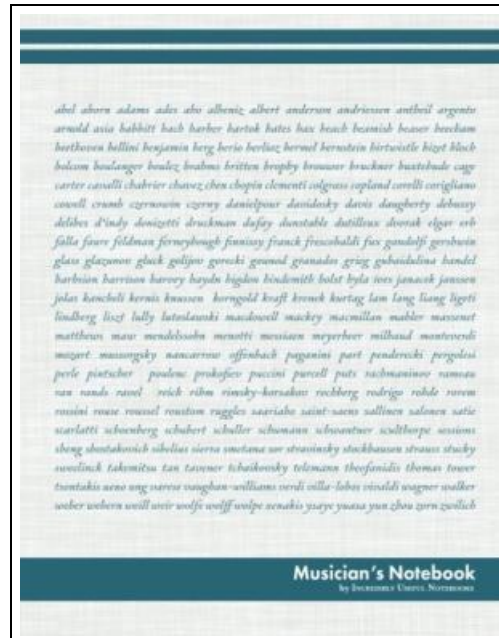 abel ahorn adams ades aho albeniz albert anderson andriessen antheil argento
arnold asia babbitt bach barber bartok bates bax beach beamish beaser beecham
beethoven bellini benjamin berg berio berlioz bermel bernstein birtwistle bizet bloch
bolcom boulanger boulez brahms britten brophy brouwer bruckner buxtehude cage
carter cavalli chabrier chavez chen chopin clementi colgrass copland corelli corigliano
cowell crumb czernowin czerny danielpour davidosky davis daugherty debussy
delibes d'indy donizetti druckman dufay dunstable dutilleux dvorak elgar erb
falla faure feldman ferneyhough finnissy franck frescobaldi fux gandolfi gershwin
glass glazunov gluck golijov gorecki gounod granados grieg gubaidulina handel
harbison harrison harvey haydn higdon hindemith holst hyla ives janacek janssen
jolas kancheli kernis knussen korngold kraft krenek kurtag lam lang liang ligeti
lindberg liszt lully lutoslawski macdowell mackey macmillan mahler massenet
matthews maw mendelssohn menotti messiaen meyerbeer milhaud monteverdi
mozart mussorgsky nancarrow offenbach paganini part penderecki pergolesi
perle pintscher poulenc prokofiev puccini purcell puts rachmaninov rameau
ran rands ravel reich rihm rimsky-korsakov rochberg rodrigo rohde rorem
rossini rouse roussel roustom ruggles saariaho saint-saens sallinen salonen satie
scarlatti schoenberg schubert schuller schumann schwantner sculthorpe sessions
sheng shostakovich sibelius sierra smetana sor stravinsky stockhausen strauss stucky
sweelinck takemitsu tan tavener tchaikovsky telemann theofanidis thomas tower
tsontakis ueno ung varese vaughan-williams verdi villa-lobos vivaldi wagner walker
weber webern weill weir wolfe wolff wolpe xenakis ysaye yuasa yun zhou zorn zwilich
Musician's Notebook
by Incredibly Useful Notebooks